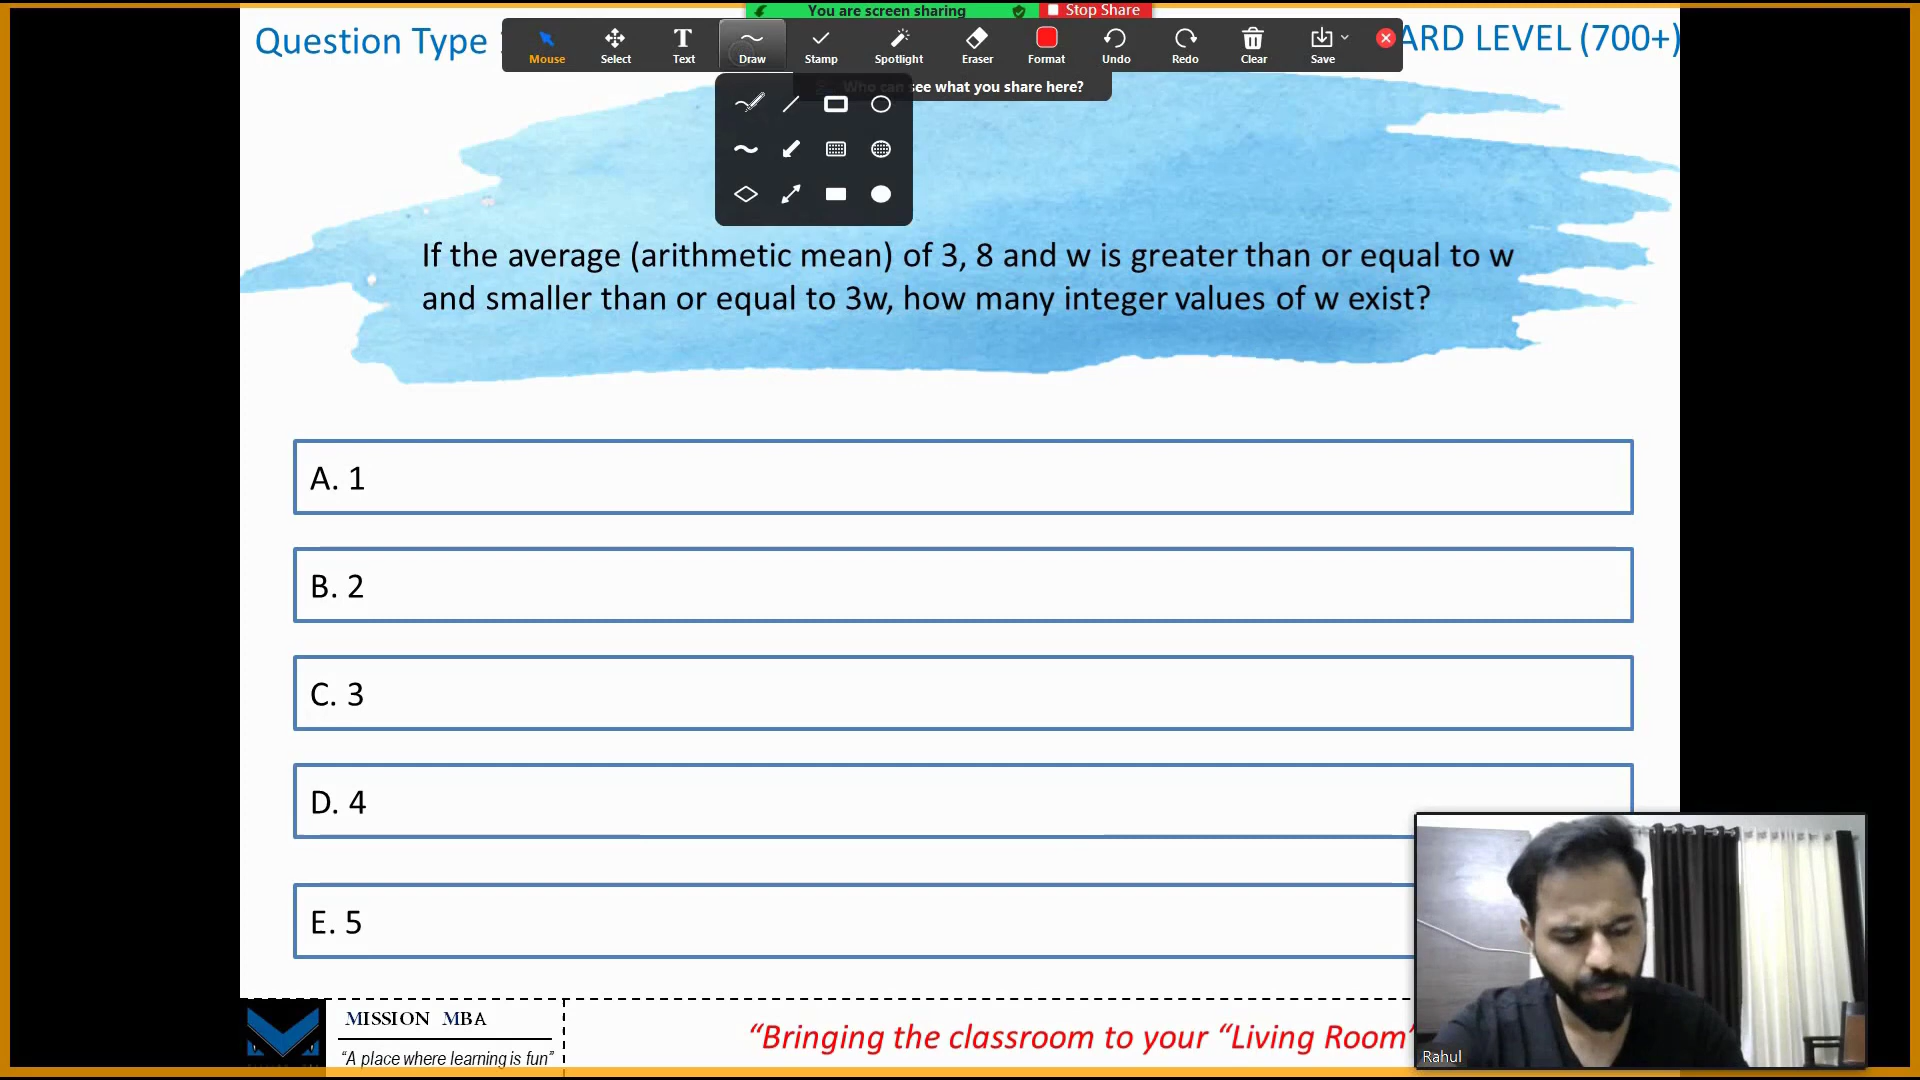 You are screen sharing
Stop Share
Question Type
ARD LEVEL (700+)
Mouse
Select
Text
Draw
Stamp
Spotlight
Eraser
Format
Undo
Redo
Clear
Save
Who can see what you share here?
If the average (arithmetic mean) of 3, 8 and w is greater than or equal to w
and smaller than or equal to 3w, how many integer values of w exist?
A. 1
B. 2
C. 3
D. 4
E. 5
MISSION MBA
“A place where learning is fun”
“Bringing the classroom to your “Living Room”
Rahul